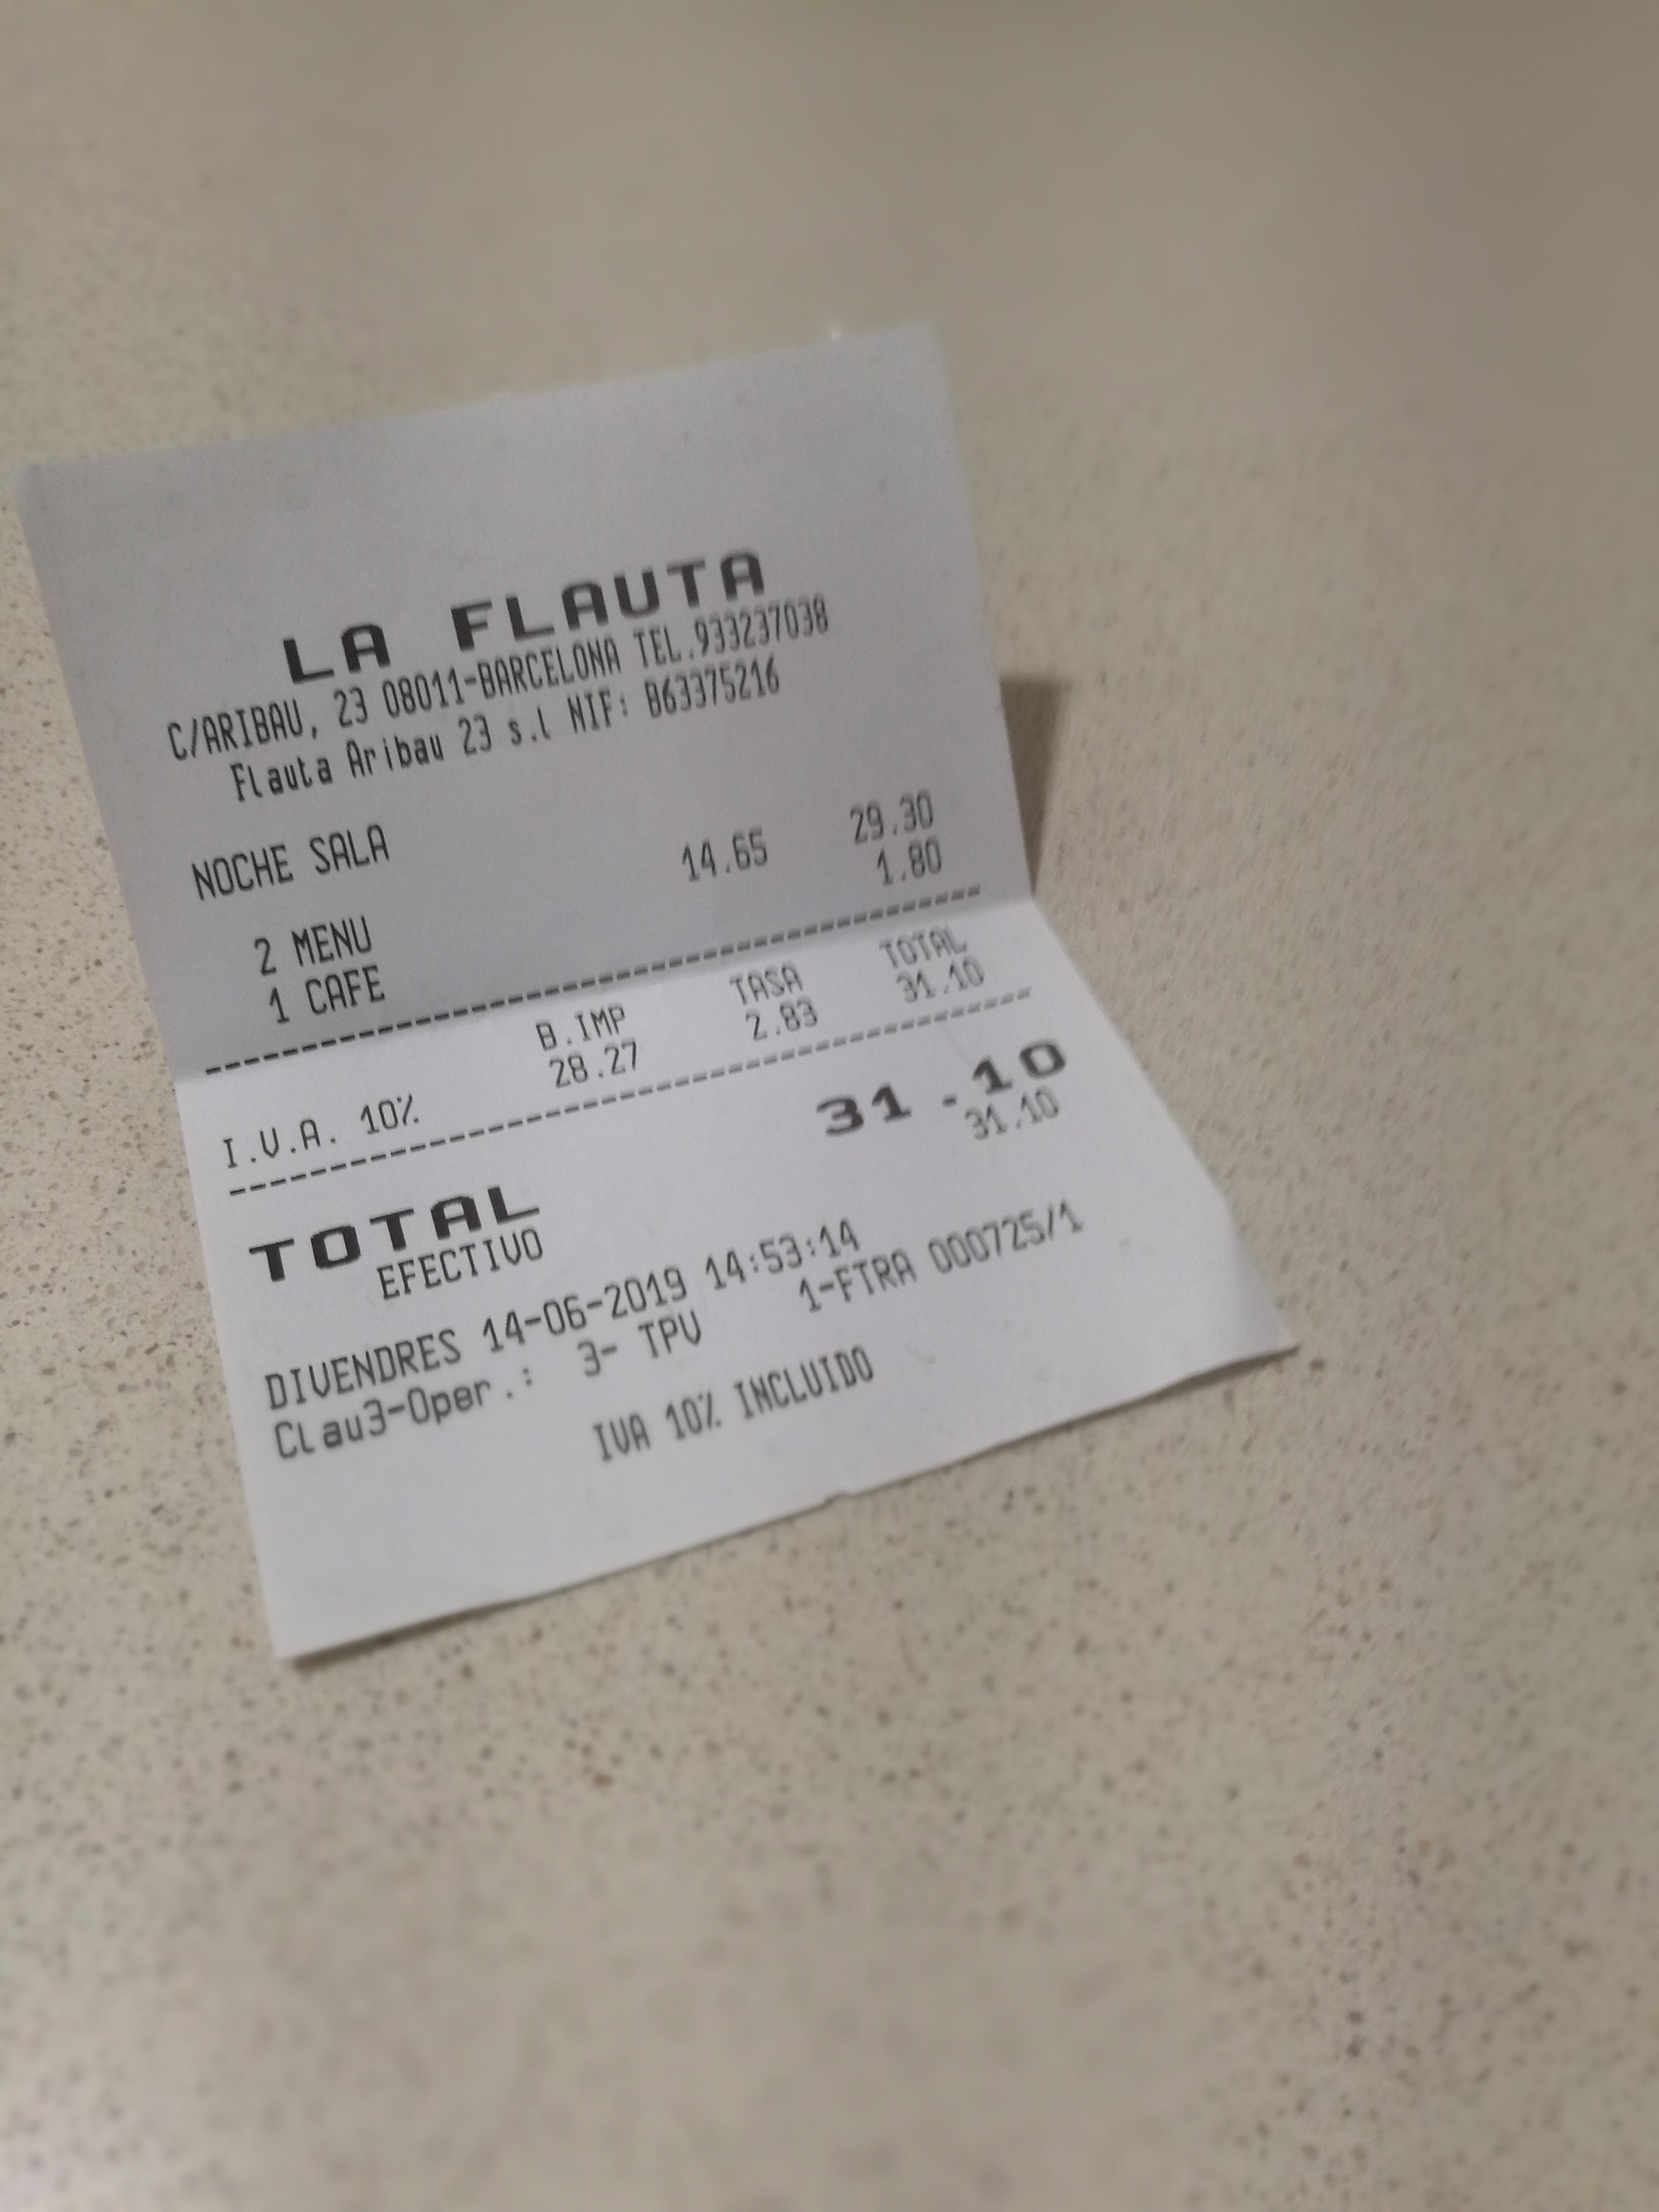 LA FLAUTA
C/ARIBAU, 23 08011-BARCELONA TEL.933237038
Flauta Aribau 23 s.l NIF: B63375216
NOCHE SALA
2 MENU 14.65 29.30
1 CAFE 1.80
--------------------------------------------
B.IMP TASA TOTAL
I.V.A. 10% 28.27 2.83 31.10
--------------------------------------------
TOTAL 31.10
EFECTIVO 31.10
DIVENDRES 14-06-2019 14:53:14
Clau3-Oper.: 3- TPV 1-FTRA 000725/1
IVA 10% INCLUIDO